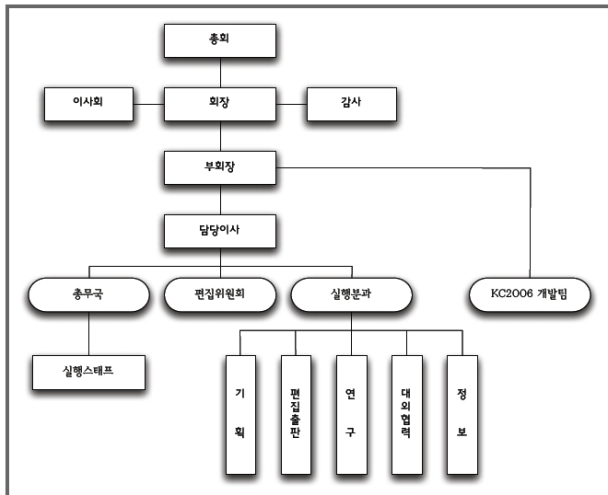 총회
이사회
회장
감사
부회장
담당이사
총무국
편집위원회
실행분과
KC2006 개발팀
실행스태프
기획
편집출판
연구
대외협력
정보